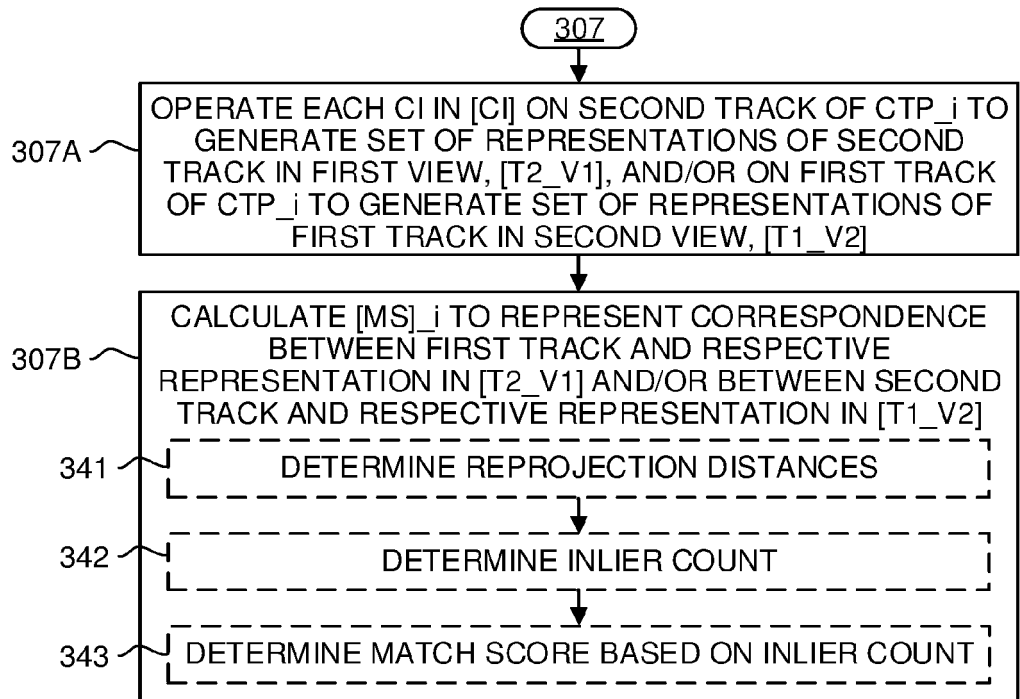 307
307A
OPERATE EACH CI IN [CI] ON SECOND TRACK OF CTP_i TO
GENERATE SET OF REPRESENTATIONS OF SECOND
TRACK IN FIRST VIEW, [T2_V1], AND/OR ON FIRST TRACK
OF CTP_i TO GENERATE SET OF REPRESENTATIONS OF
FIRST TRACK IN SECOND VIEW, [T1_V2]
307B
CALCULATE [MS]_i TO REPRESENT CORRESPONDENCE
BETWEEN FIRST TRACK AND RESPECTIVE
REPRESENTATION IN [T2_V1] AND/OR BETWEEN SECOND
TRACK AND RESPECTIVE REPRESENTATION IN [T1_V2]
341
DETERMINE REPROJECTION DISTANCES
342
DETERMINE INLIER COUNT
343
DETERMINE MATCH SCORE BASED ON INLIER COUNT